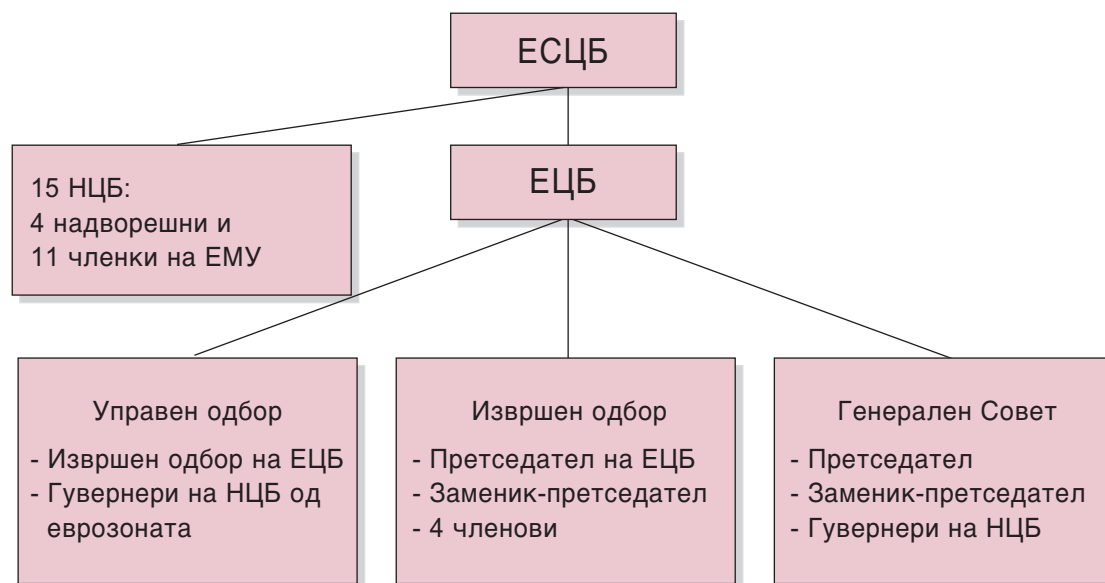 ЕСЦБ
15 НЦБ:
4 надворешни и
11 членки на ЕМУ
ЕЦБ
Управен одбор
- Извршен одбор на ЕЦБ
- Гувернери на НЦБ од
еврозоната
Извршен одбор
- Претседател на ЕЦБ
- Заменик-претседател
- 4 членови
Генерален Совет
- Претседател
- Заменик-претседател
- Гувернери на НЦБ